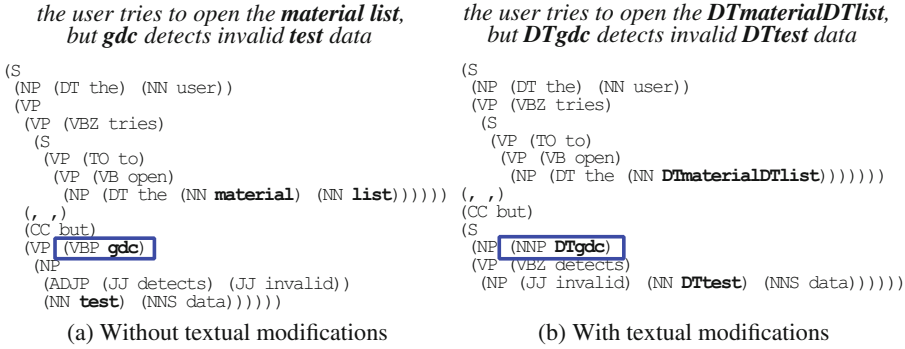 the user tries to open the material list,
but gdc detects invalid test data
(S
(NP (DT the) (NN user))
(VP
(VP (VBZ tries)
(S
(VP (TO to)
(VP (VB open)
(NP (DT the (NN material) (NN list))))))
(, ,)
(CC but)
(VP (VBP gdc)
(NP
(ADJP (JJ detects) (JJ invalid))
(NN test) (NNS data))))))
(a) Without textual modifications
the user tries to open the DTmaterialDTlist,
but DTgdc detects invalid DTtest data
(S
(NP (DT the) (NN user))
(VP (VBZ tries)
(S
(VP (TO to)
(VP (VB open)
(NP (DT the (NN DTmaterialDTlist)))))))
(, ,)
(CC but)
(S
(NP (NNP DTgdc)
(VP (VBZ detects)
(NP (JJ invalid) (NN DTtest) (NNS data))))))
(b) With textual modifications